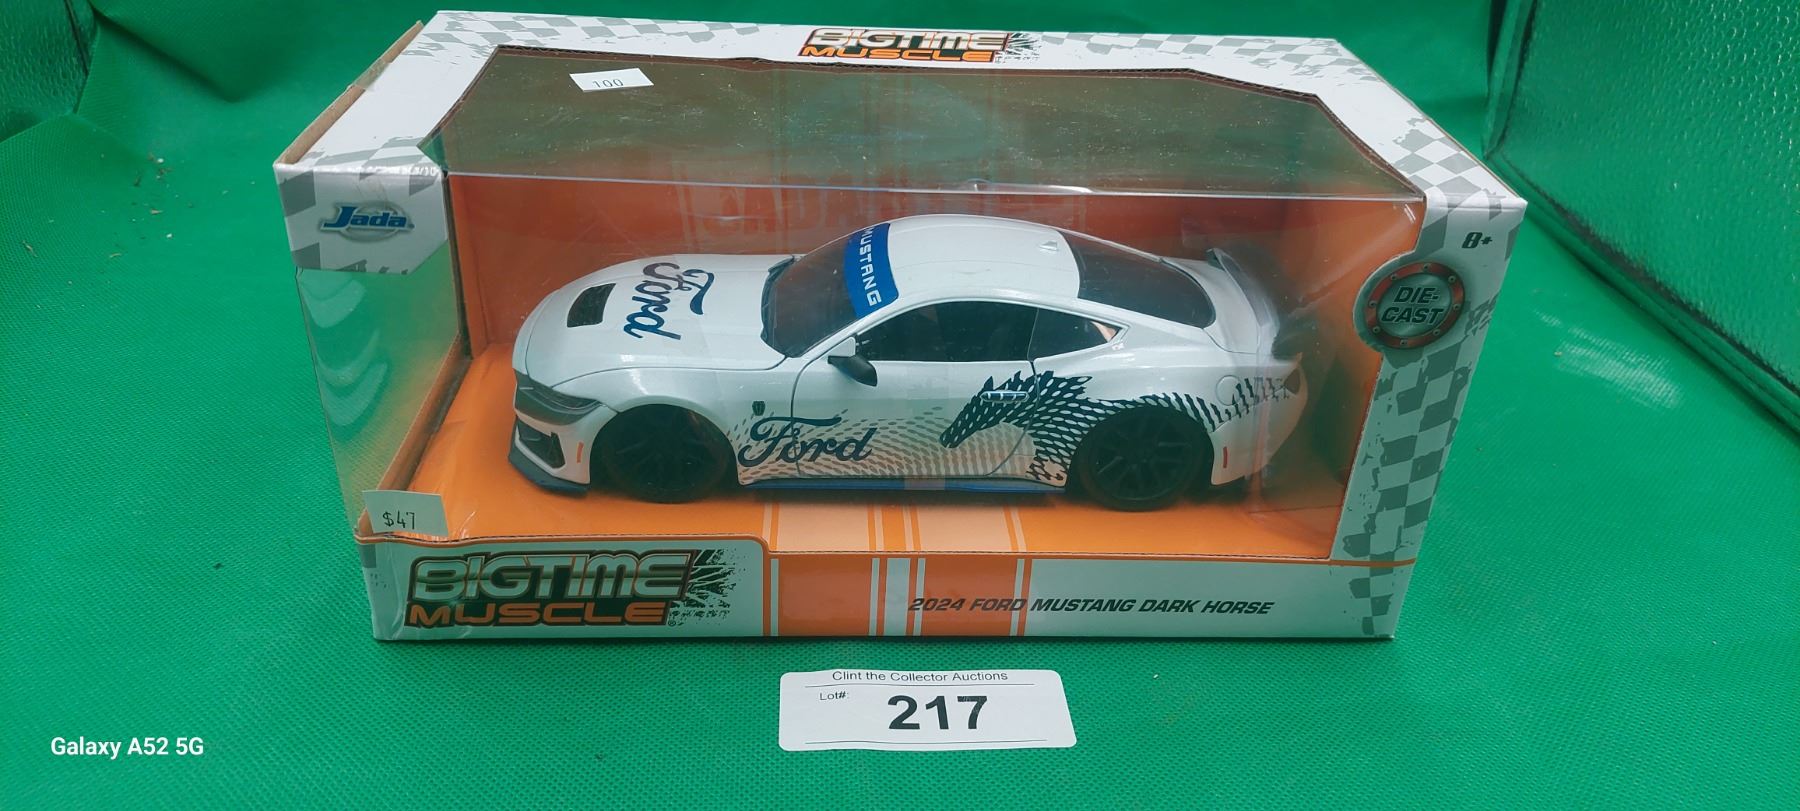 BIGTIME
MUSCLE
100
Jada
8+
DIE-
CAST
MUSTANG
Ford
Ford
$47
BIGTIME
MUSCLE®
2024 FORD MUSTANG DARK HORSE
Clint the Collector Auctions
Lot#:
217
Galaxy A52 5G